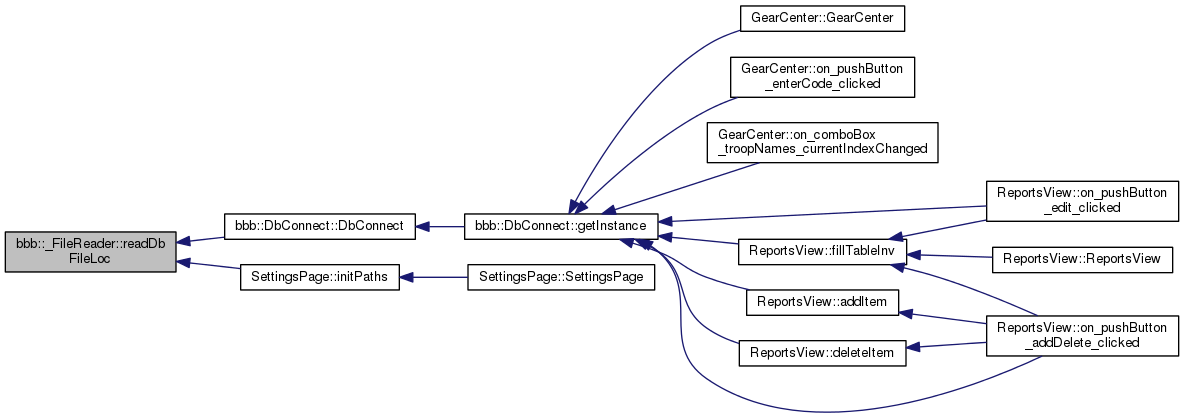 GearCenter::GearCenter
GearCenter::on_pushButton
_enterCode_clicked
GearCenter::on_comboBox
_troopNames_currentIndexChanged
ReportsView::on_pushButton
_edit_clicked
bbb::DbConnect::DbConnect
bbb::DbConnect::getInstance
bbb::_FileReader::readDb
FileLoc
ReportsView::fillTableInv
ReportsView::ReportsView
SettingsPage::initPaths
SettingsPage::SettingsPage
ReportsView::addItem
ReportsView::on_pushButton
_addDelete_clicked
ReportsView::deleteItem